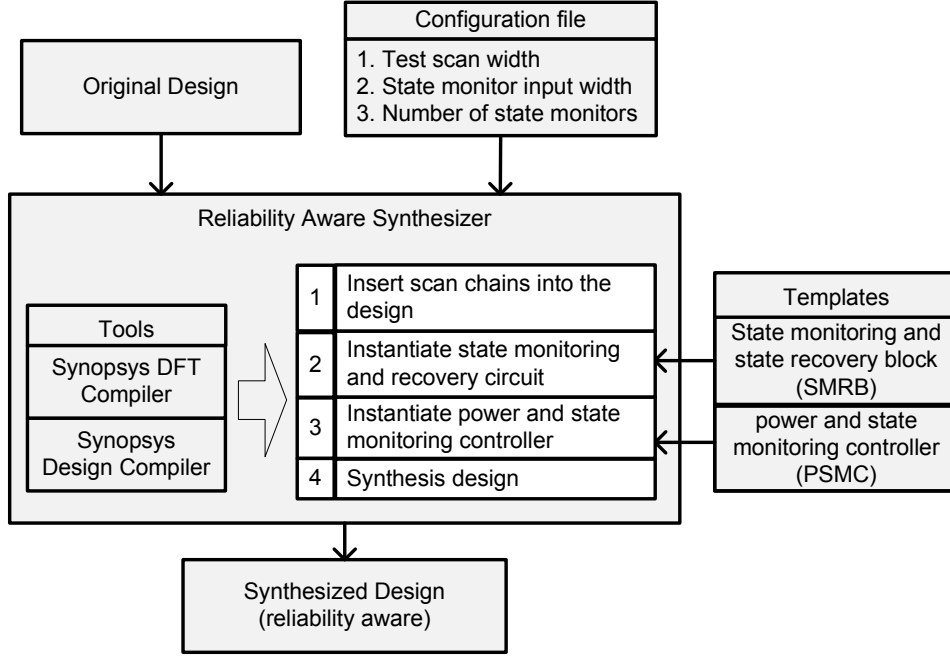 Original Design
Configuration file
1. Test scan width
2. State monitor input width
3. Number of state monitors
Reliability Aware Synthesizer
Tools
Synopsys DFT
Compiler
Synopsys
Design Compiler
1
Insert scan chains into the
design
2
Instantiate state monitoring
and recovery circuit
3
Instantiate power and state
monitoring controller
4
Synthesis design
Templates
State monitoring and
state recovery block
(SMRB)
power and state
monitoring controller
(PSMC)
Synthesized Design
(reliability aware)